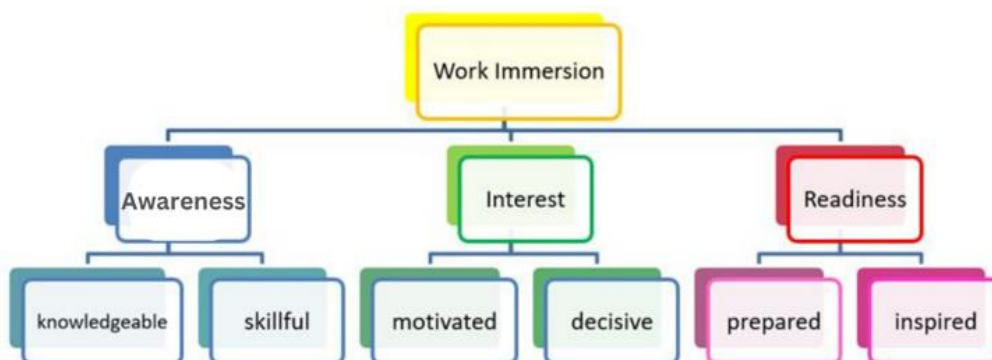 Work Immersion
Awareness
Interest
Readiness
knowledgeable
skillful
motivated
decisive
prepared
inspired